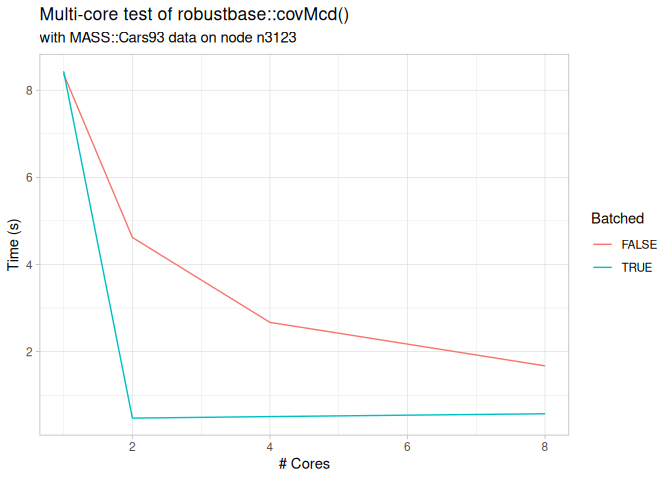 Multi-core test of robustbase::covMcd()
with MASS::Cars93 data on node n3123
8
6
4
2
Time (s)
2
4
6
8
# Cores
Batched
FALSE
TRUE